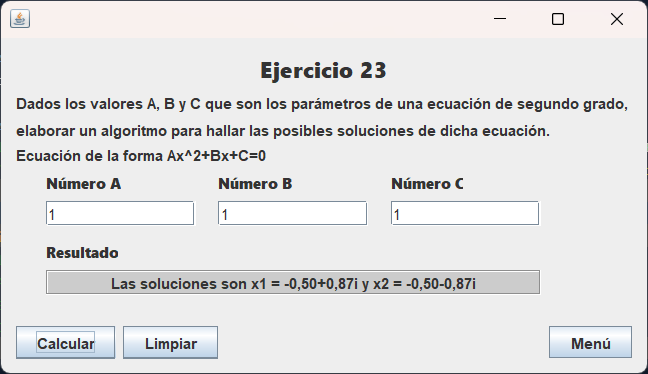 Ejercicio 23
Dados los valores A, B y C que son los parámetros de una ecuación de segundo grado,
elaborar un algoritmo para hallar las posibles soluciones de dicha ecuación.
Ecuación de la forma Ax^2+Bx+C=0
Número A Número B Número C
1 1 1
Resultado
Las soluciones son x1 = -0,50+0,87i y x2 = -0,50-0,87i
Calcular Limpiar Menú